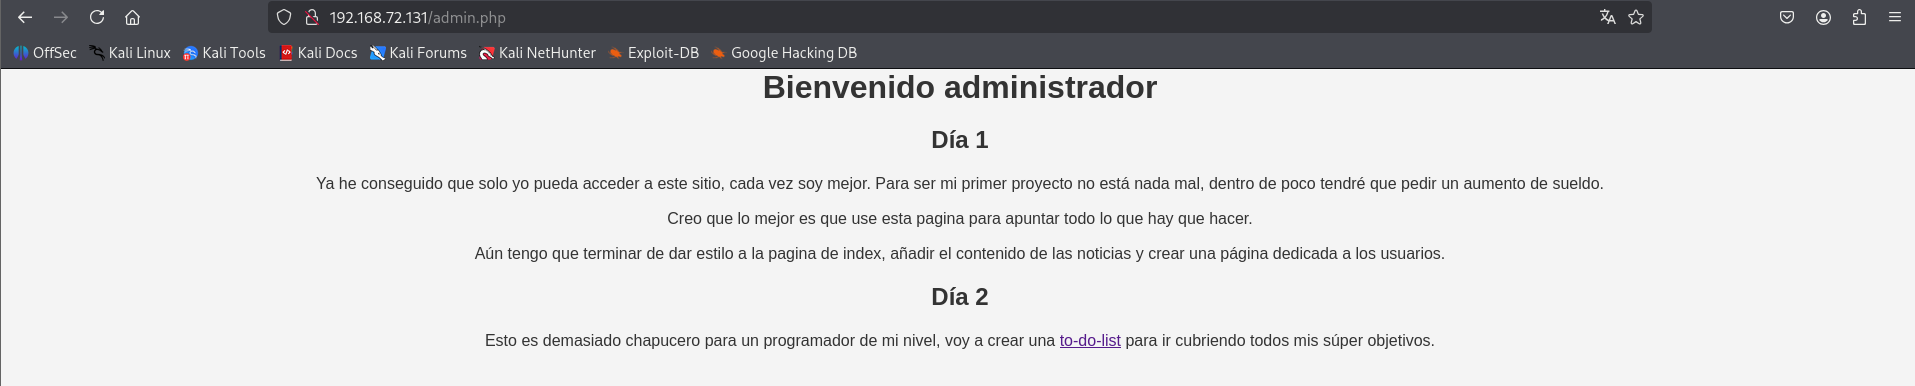 192.168.72.131/admin.php
OffSec Kali Linux Kali Tools Kali Docs Kali Forums Kali NetHunter Exploit-DB Google Hacking DB
Bienvenido administrador
Día 1
Ya he conseguido que solo yo pueda acceder a este sitio, cada vez soy mejor. Para ser mi primer proyecto no está nada mal, dentro de poco tendré que pedir un aumento de sueldo.
Creo que lo mejor es que use esta pagina para apuntar todo lo que hay que hacer.
Aún tengo que terminar de dar estilo a la pagina de index, añadir el contenido de las noticias y crear una página dedicada a los usuarios.
Día 2
Esto es demasiado chapucero para un programador de mi nivel, voy a crear una to-do-list para ir cubriendo todos mis súper objetivos.